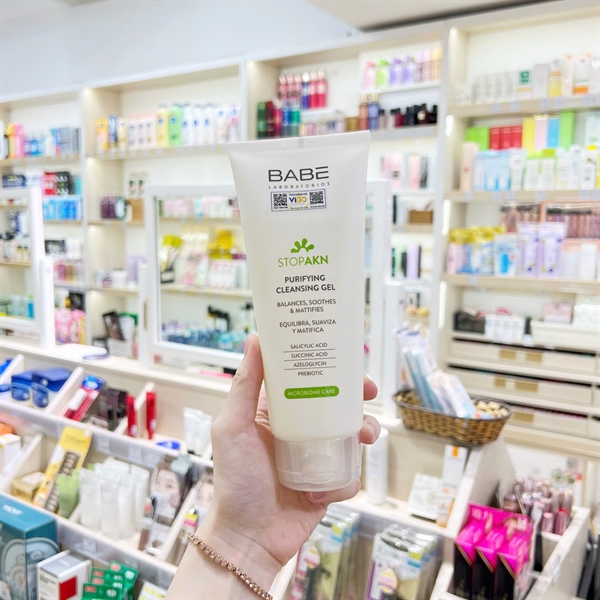 BABE
LABORATORIOS
VIGO
STOPAKN
PURIFYING
CLEANSING GEL
BALANCES, SOOTHES
& MATTIFIES
EQUILIBRA, SUAVIZA
Y MATIFICA
SALICYLIC ACID
SUCCINIC ACID
AZELOGLYCIN
PREBIOTIC
MICROBIOME CARE